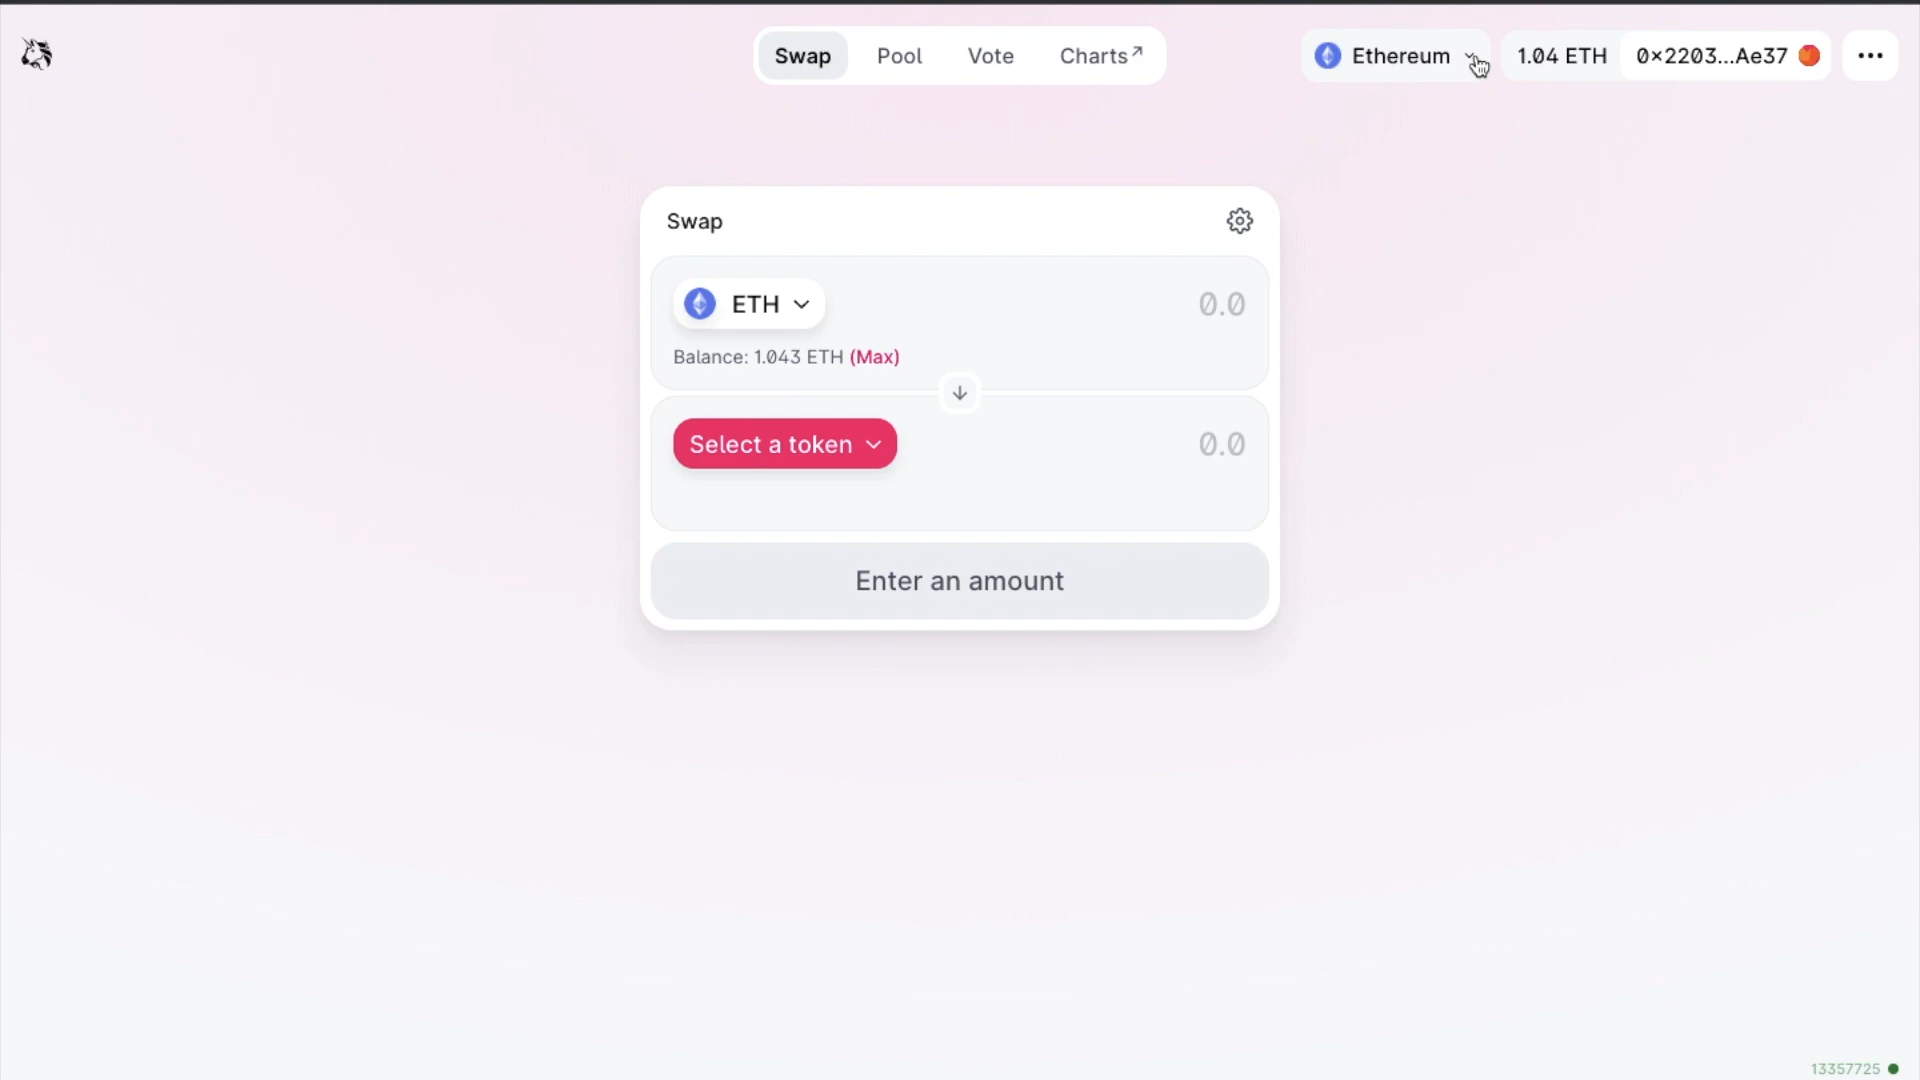 Swap Pool Vote Charts↗ Ethereum 1.04 ETH 0x2203...Ae37
Swap
ETH 0.0
Balance: 1.043 ETH (Max)
Select a token 0.0
Enter an amount
13357725